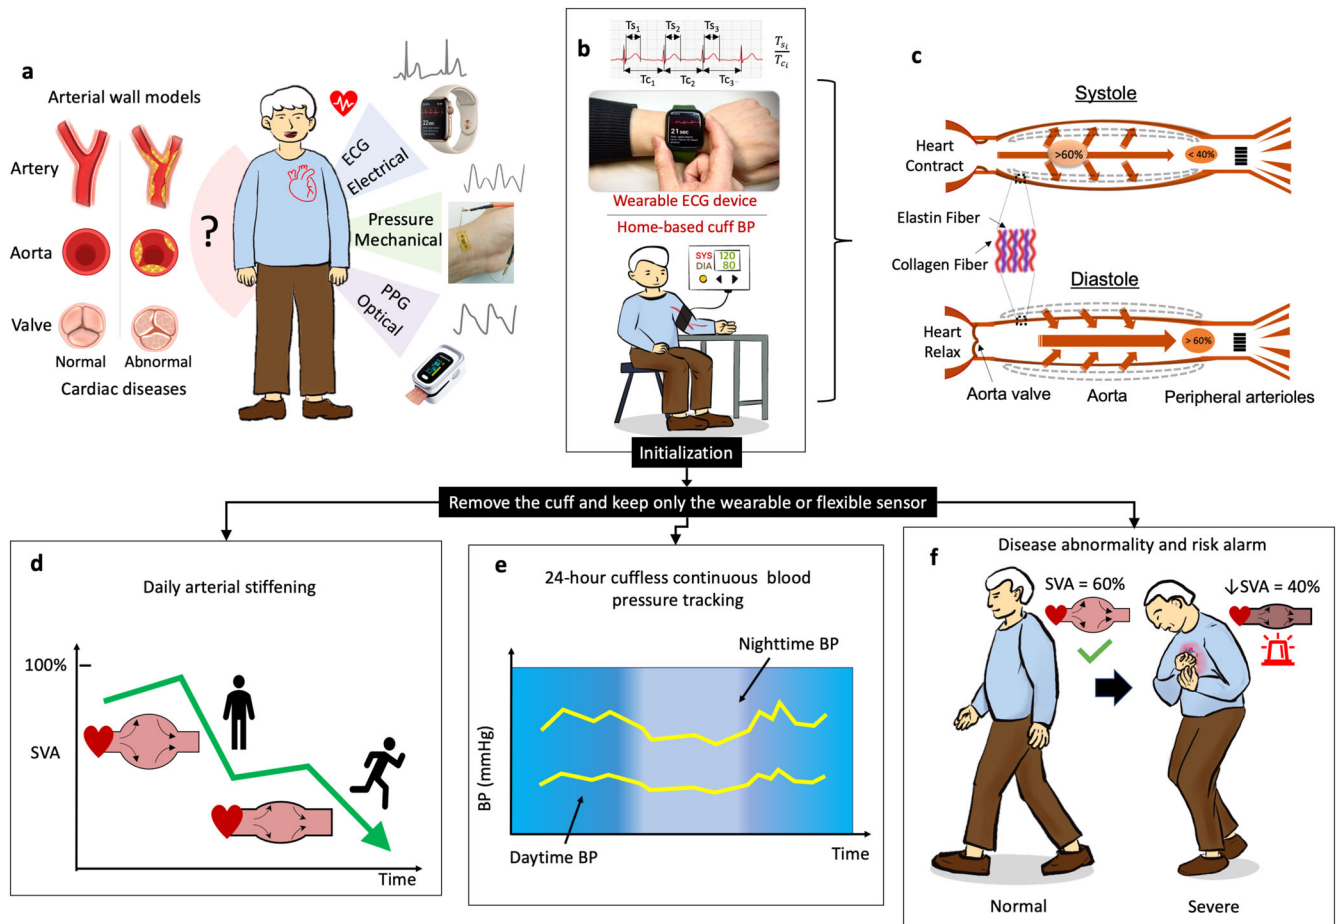 a
Arterial wall models
Artery
Aorta
Valve
Normal
Abnormal
Cardiac diseases
?
ECG
Electrical
Pressure
Mechanical
PPG
Optical
22 sec
b
Ts1
Ts2
Ts3
Tc1
Tc2
Tc3
Tsi
Tci
21 sec
Wearable ECG device
Home-based cuff BP
SYS 120
DIA 80
Initialization
c
Systole
Heart
Contract
>60%
< 40%
Elastin Fiber
Collagen Fiber
Diastole
Heart
Relax
> 60%
Aorta valve
Aorta
Peripheral arterioles
Remove the cuff and keep only the wearable or flexible sensor
d
Daily arterial stiffening
100%
SVA
Time
e
24-hour cuffless continuous blood
pressure tracking
Nighttime BP
BP (mmHg)
Daytime BP
Time
f
Disease abnormality and risk alarm
SVA = 60%
↓SVA = 40%
Normal
Severe